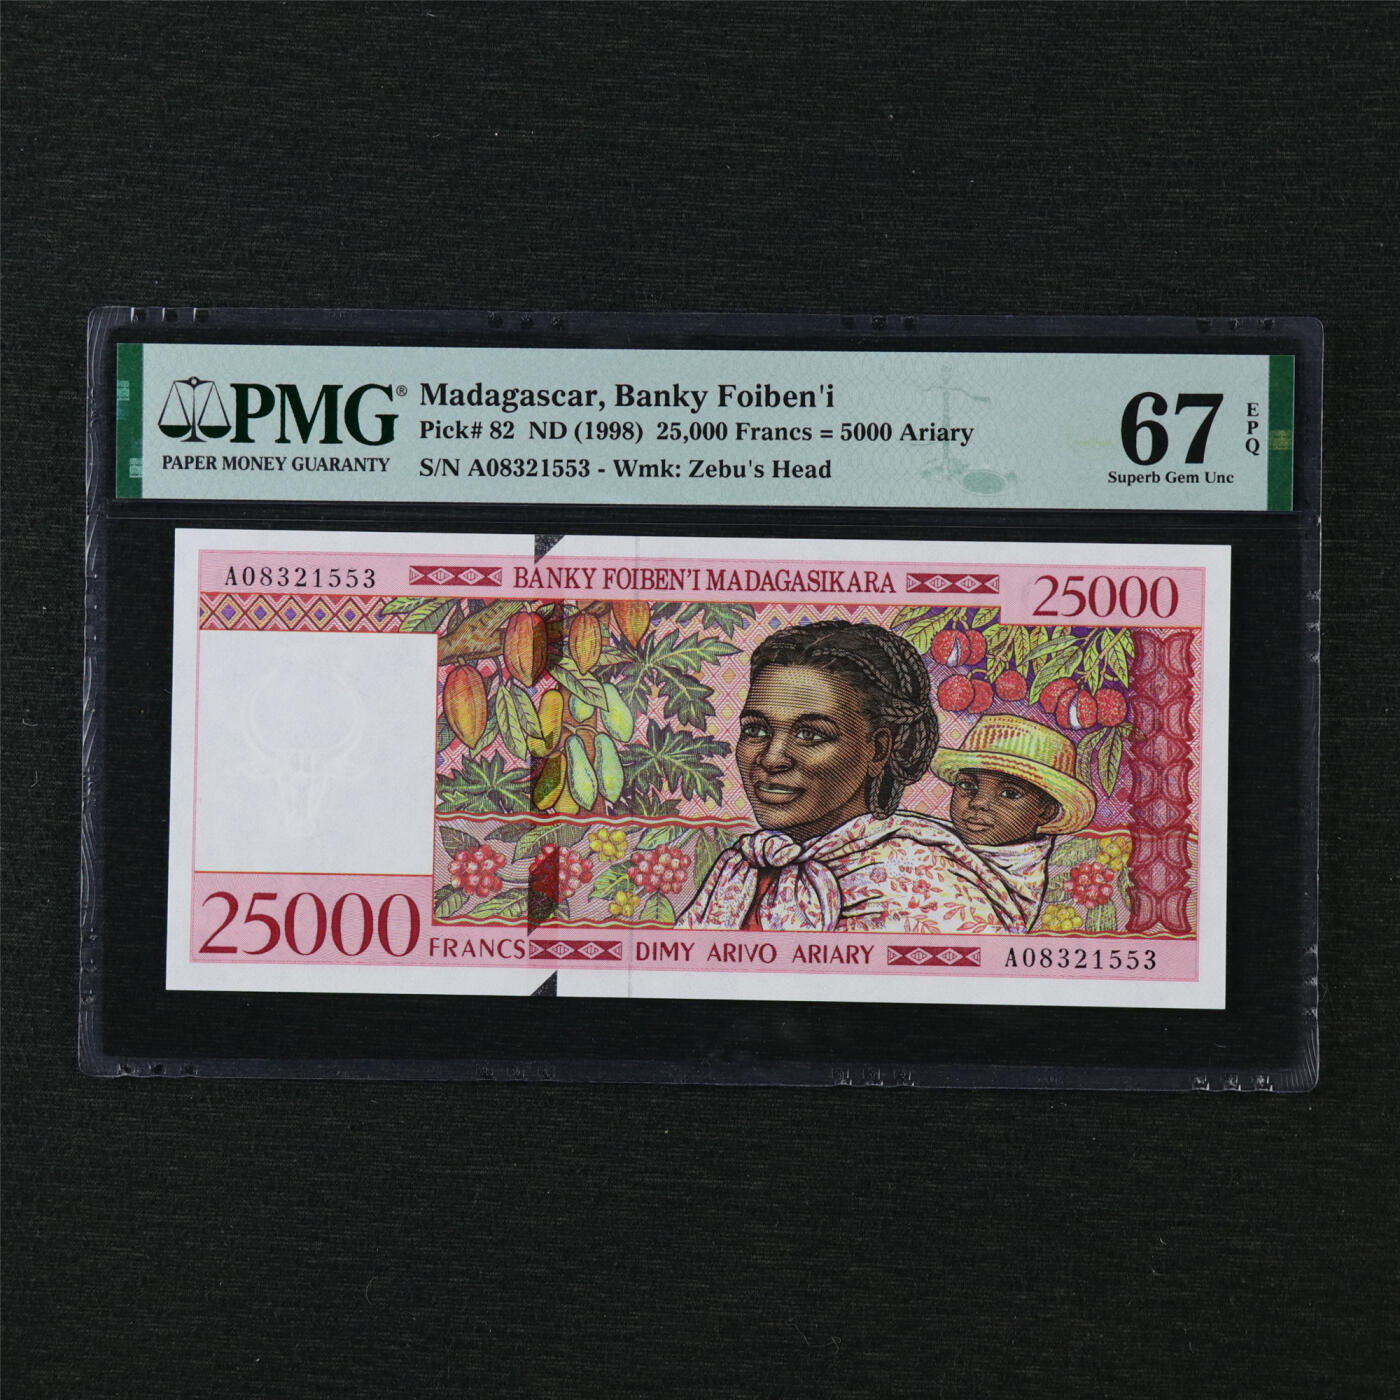 PMG®
PAPER MONEY GUARANTY
Madagascar, Banky Foiben'i
Pick# 82 ND (1998) 25,000 Francs = 5000 Ariary
S/N A08321553 - Wmk: Zebu's Head
67
EPQ
Superb Gem Unc
A08321553
BANKY FOIBEN'I MADAGASIKARA
25000
25000
FRANCS
DIMY ARIVO ARIARY
A08321553